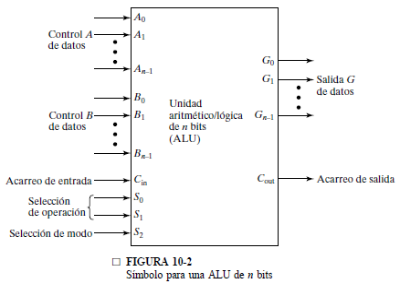 Control A
de datos
A0
A1
An-1
Control B
de datos
B0
B1
Bn-1
Acarreo de entrada
Cin
Selección
de operación
S0
S1
Selección de modo
S2
Unidad
aritmético/lógica
de n bits
(ALU)
G0
G1
Gn-1
Salida G
de datos
Cout
Acarreo de salida
□ FIGURA 10-2
Símbolo para una ALU de n bits